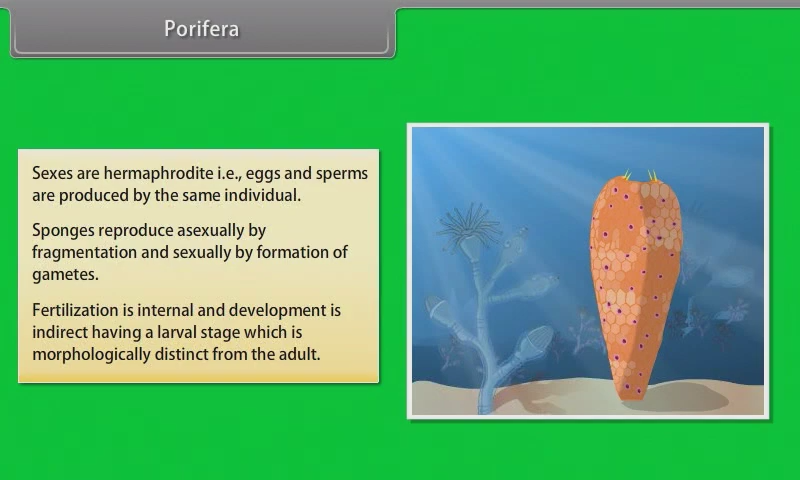 Porifera
Sexes are hermaphrodite i.e., eggs and sperms
are produced by the same individual.
Sponges reproduce asexually by
fragmentation and sexually by formation of
gametes.
Fertilization is internal and development is
indirect having a larval stage which is
morphologically distinct from the adult.